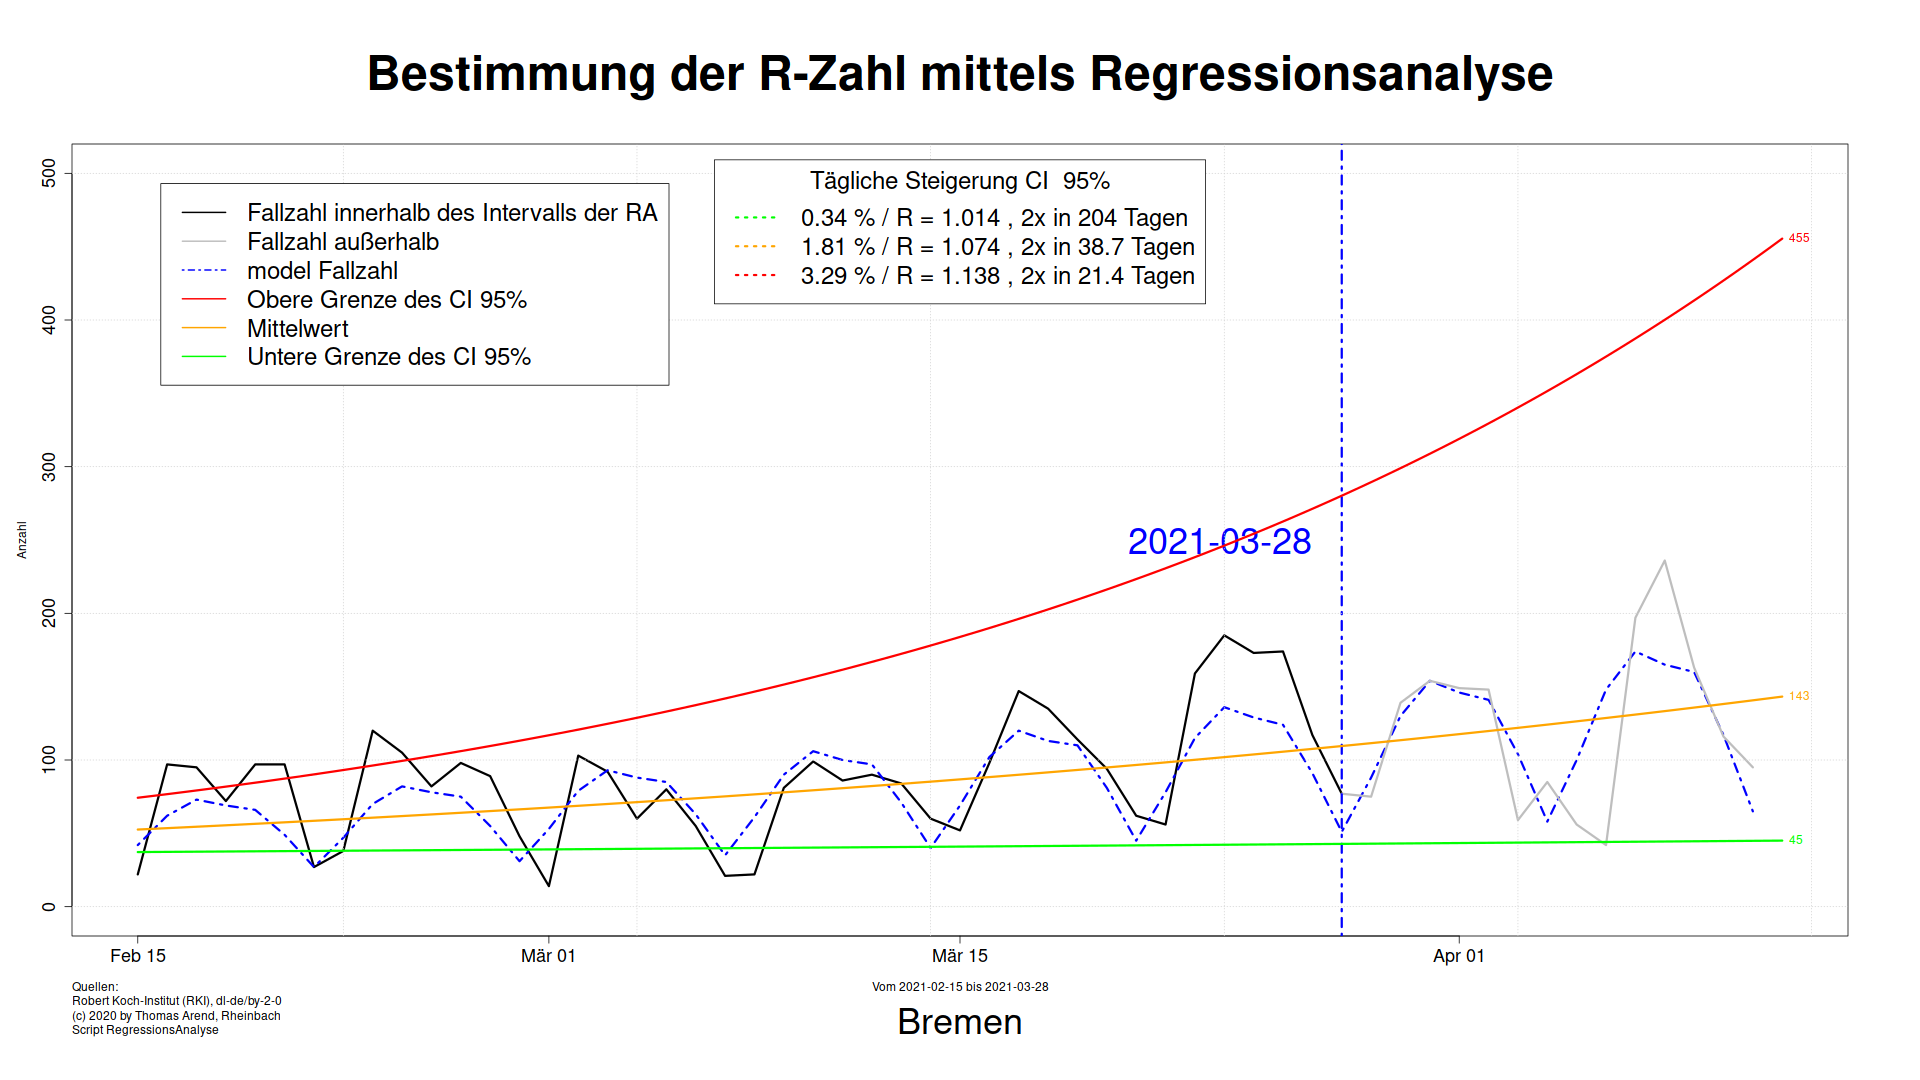 Bestimmung der R-Zahl mittels Regressionsanalyse
Fallzahl innerhalb des Intervalls der RA
Fallzahl außerhalb
model Fallzahl
Obere Grenze des CI 95%
Mittelwert
Untere Grenze des CI 95%
Tägliche Steigerung CI  95%
0.34 % / R = 1.014 , 2x in 204 Tagen
1.81 % / R = 1.074 , 2x in 38.7 Tagen
3.29 % / R = 1.138 , 2x in 21.4 Tagen
500
400
300
200
100
0
Anzahl
2021-03-28
455
143
45
Feb 15
Mär 01
Mär 15
Apr 01
Quellen:
Robert Koch-Institut (RKI), dl-de/by-2-0
(c) 2020 by Thomas Arend, Rheinbach
Script RegressionsAnalyse
Vom 2021-02-15 bis 2021-03-28
Bremen